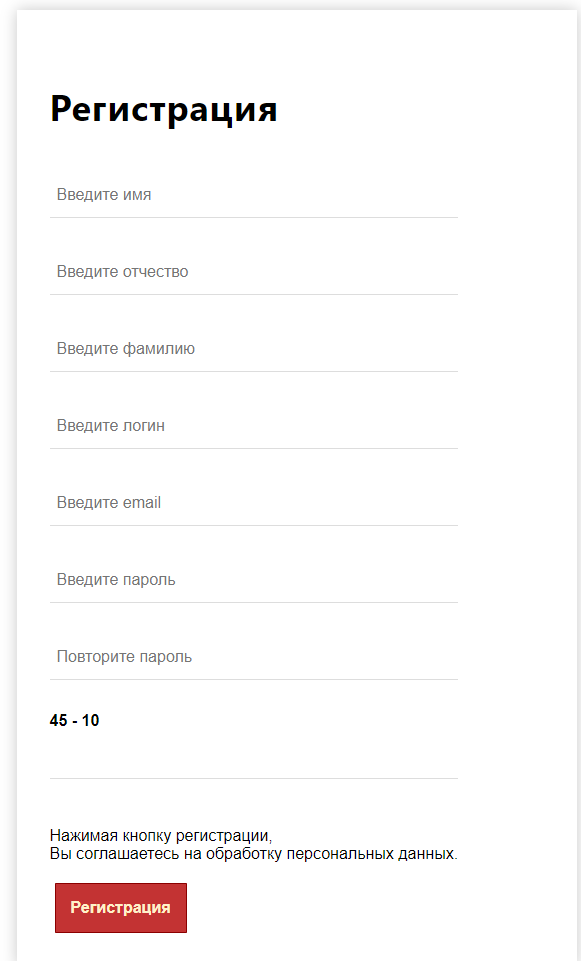 Регистрация
Введите имя
Введите отчество
Введите фамилию
Введите логин
Введите email
Введите пароль
Повторите пароль
45 - 10
Нажимая кнопку регистрации,
Вы соглашаетесь на обработку персональных данных.
Регистрация